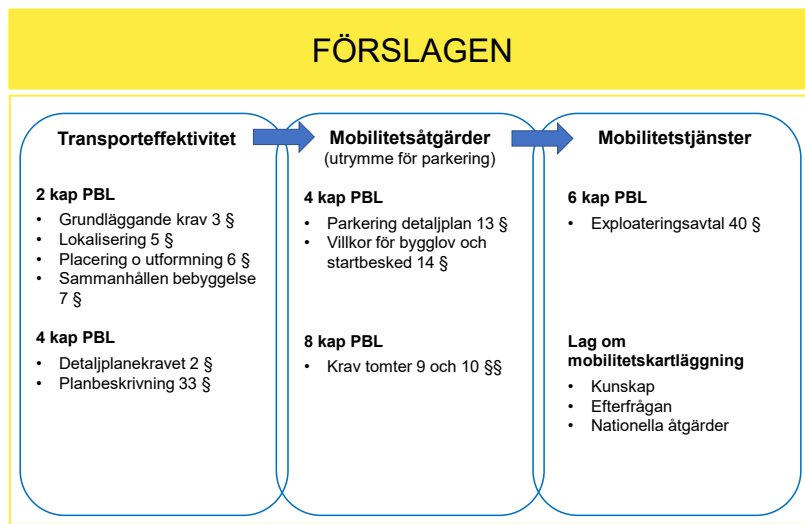 FÖRSLAGEN
Transporteffektivitet
2 kap PBL
• Grundläggande krav 3 §
• Lokalisering 5 §
• Placering o utformning 6 §
• Sammanhållen bebyggelse
7 §
4 kap PBL
• Detaljplanekravet 2 §
• Planbeskrivning 33 §
Mobilitetsåtgärder
(utrymme för parkering)
4 kap PBL
• Parkering detaljplan 13 §
• Villkor för bygglov och
startbesked 14 §
8 kap PBL
• Krav tomter 9 och 10 §§
Mobilitetstjänster
6 kap PBL
• Exploateringsavtal 40 §
Lag om
mobilitetskartläggning
• Kunskap
• Efterfrågan
• Nationella åtgärder